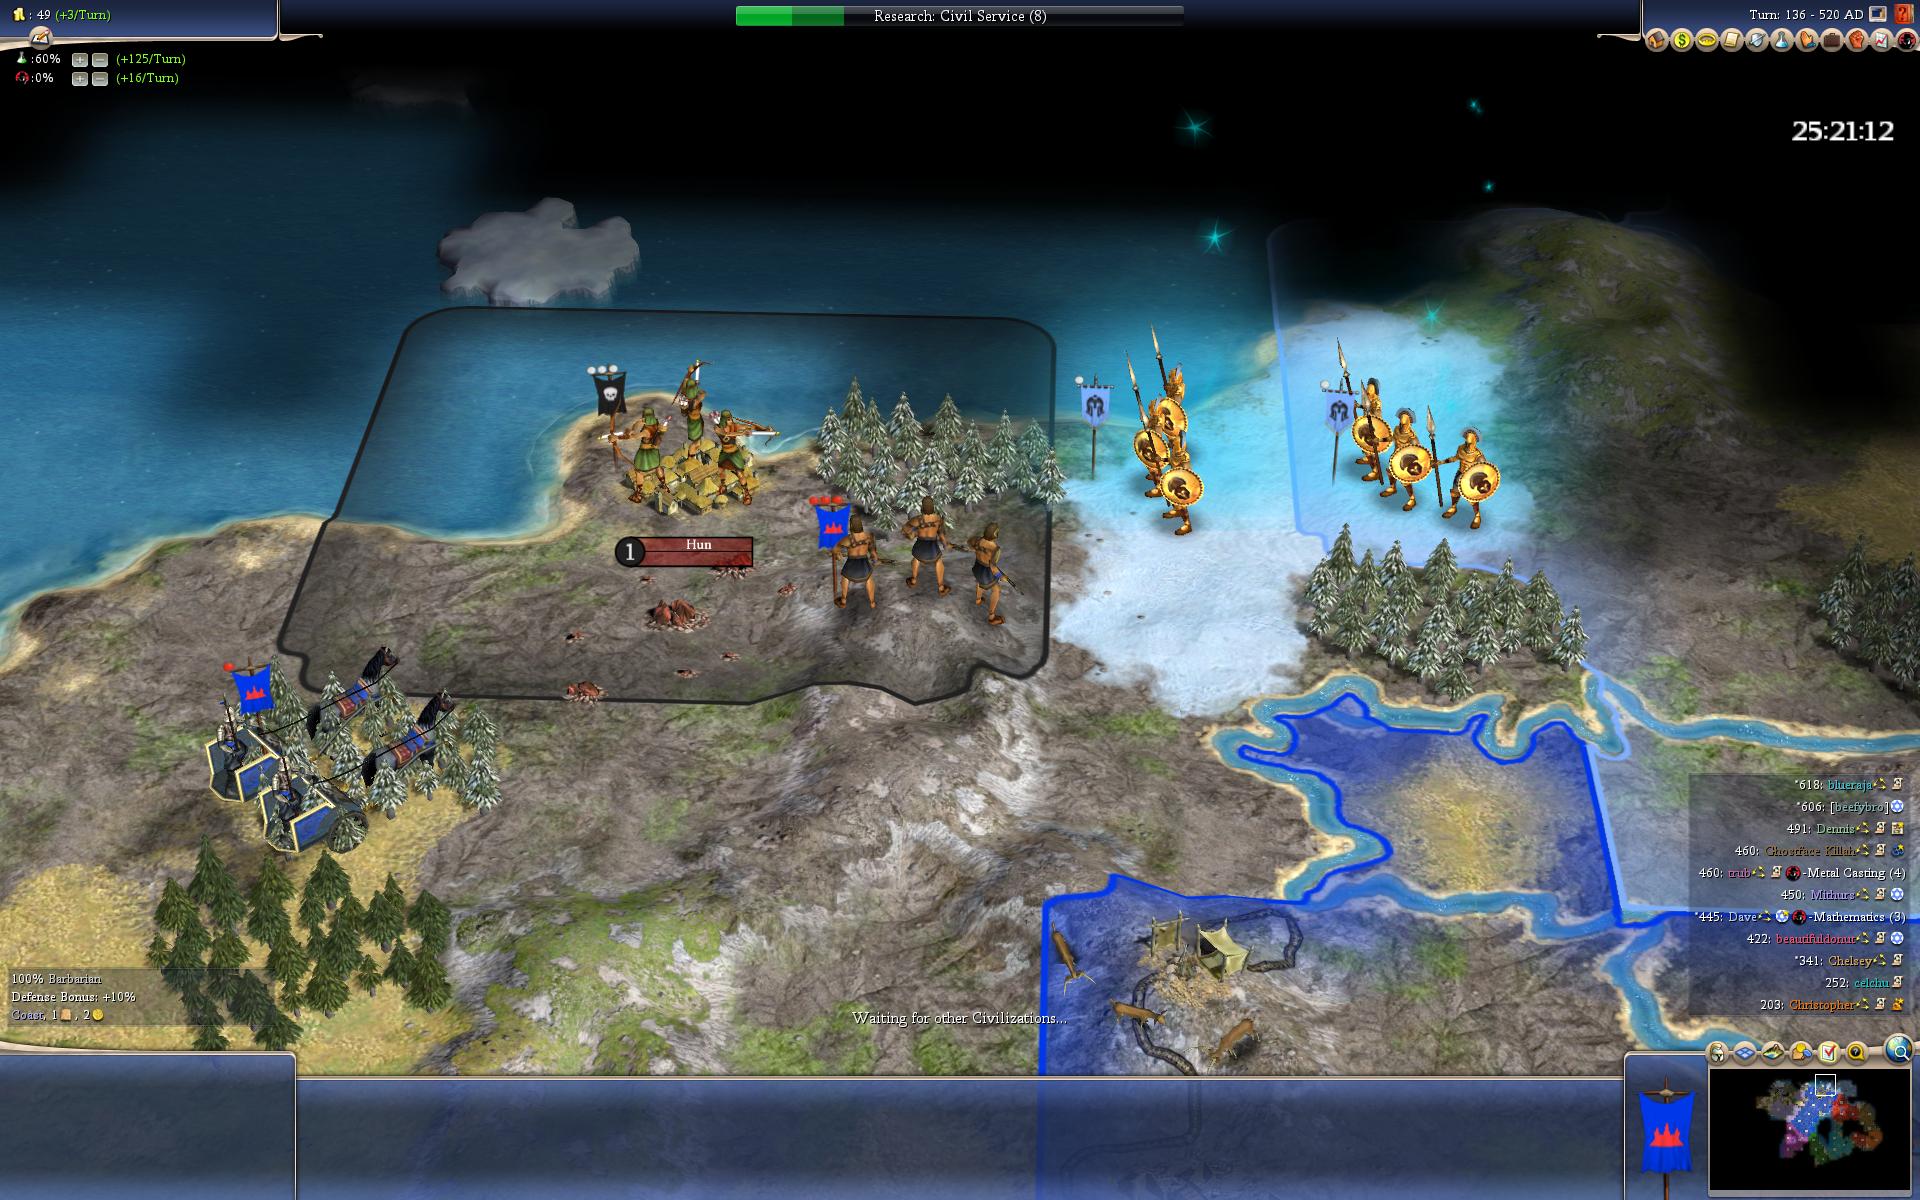 : 49 (+3/Turn)
Research: Civil Service (8)
Turn: 136 - 520 AD
:60% (+125/Turn)
:0% (+16/Turn)
25:21:12
1 Hun
*618: blueraja
*606: [beefybro]
491: Dennis
460: Ghostface Killah
460: trub -Metal Casting (4)
450: Mithurs
*445: Dave -Mathematics (3)
422: beautifuldonut
*341: Chelsey
252: celchu
203: Christopher
100% Barbarian
Defense Bonus: +10%
Coast, 1, 2
Waiting for other Civilizations...